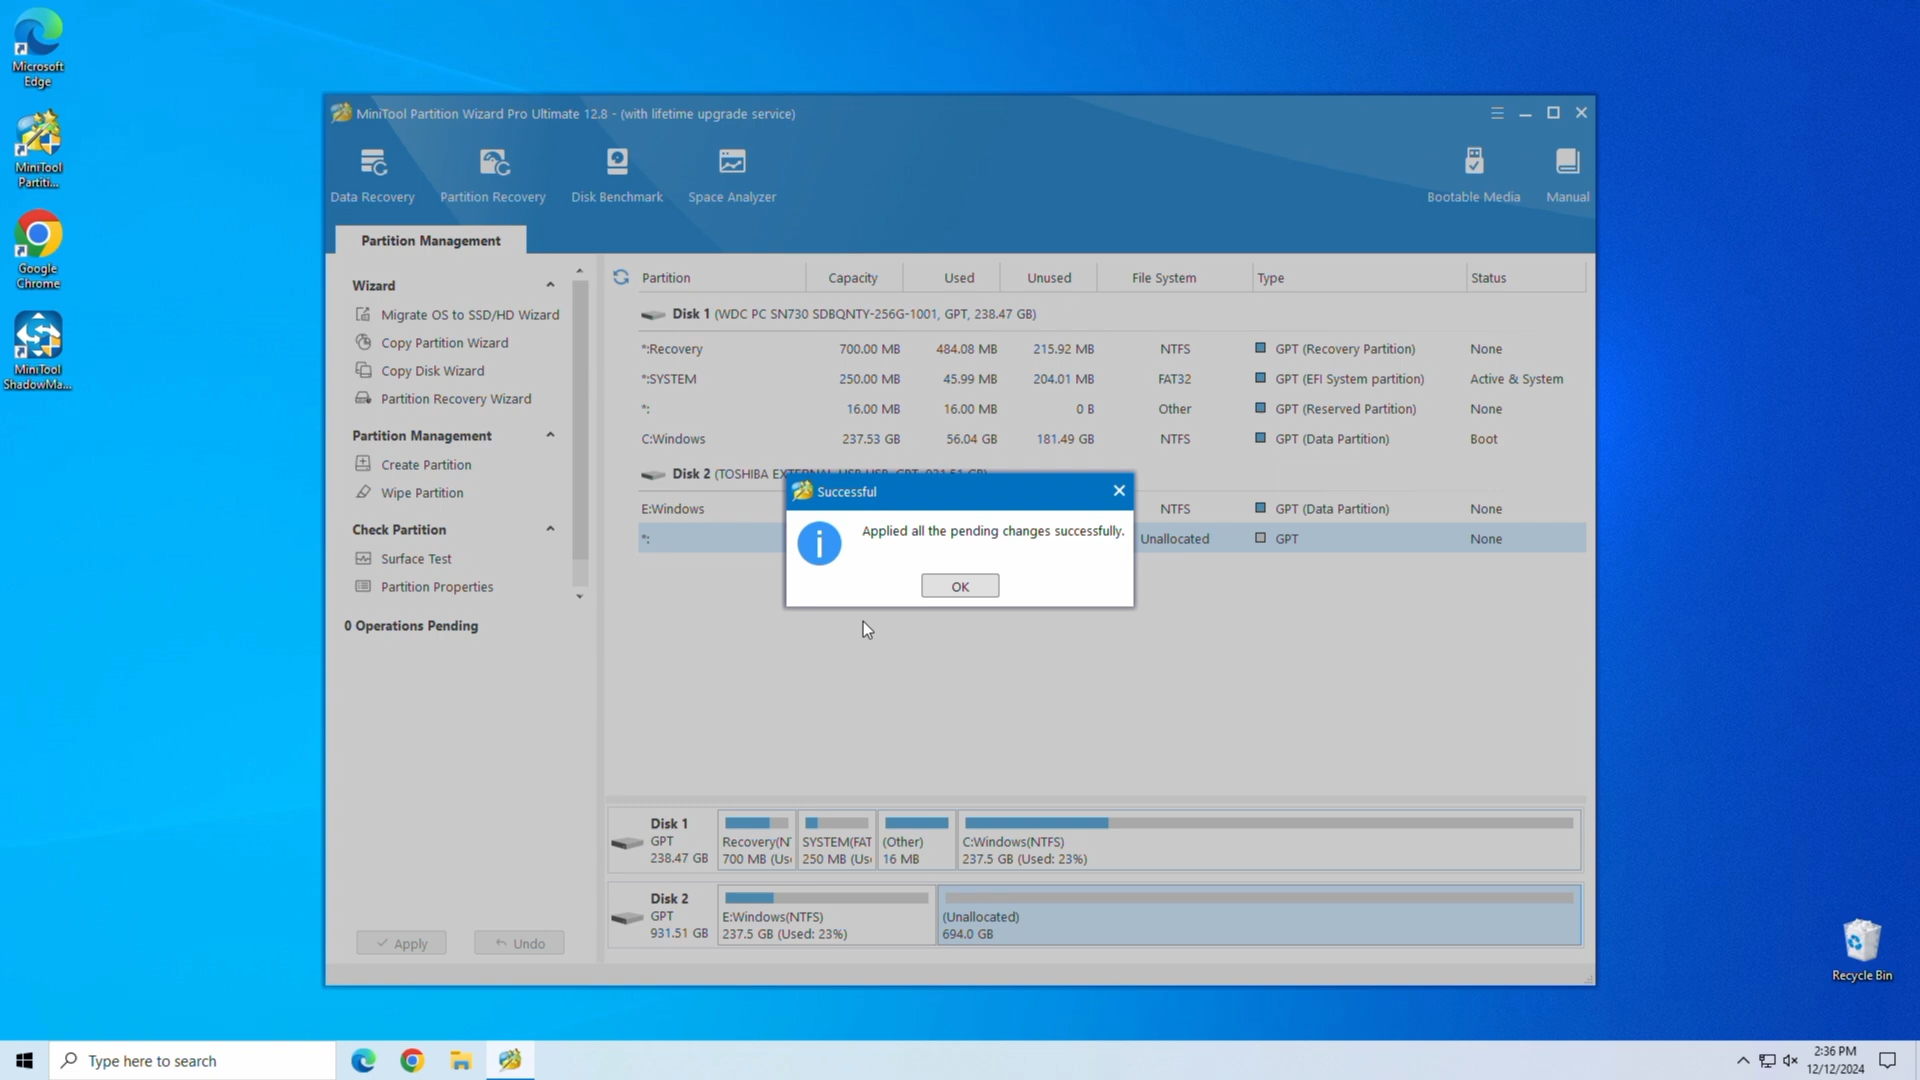 Microsoft
Edge
MiniTool
Partiti...
Google
Chrome
MiniTool
ShadowMa...
MiniTool Partition Wizard Pro Ultimate 12.8 - (with lifetime upgrade service)
Data Recovery
Partition Recovery
Disk Benchmark
Space Analyzer
Bootable Media
Manual
Partition Management
Wizard
Migrate OS to SSD/HD Wizard
Copy Partition Wizard
Copy Disk Wizard
Partition Recovery Wizard
Partition Management
Create Partition
Wipe Partition
Check Partition
Surface Test
Partition Properties
0 Operations Pending
Apply
Undo
Partition Capacity Used Unused File System Type Status
Disk 1 (WDC PC SN730 SDBQNTY-256G-1001, GPT, 238.47 GB)
*:Recovery 700.00 MB 484.08 MB 215.92 MB NTFS GPT (Recovery Partition) None
*:SYSTEM 250.00 MB 45.99 MB 204.01 MB FAT32 GPT (EFI System partition) Active & System
*: 16.00 MB 16.00 MB 0 B Other GPT (Reserved Partition) None
C:Windows 237.53 GB 56.04 GB 181.49 GB NTFS GPT (Data Partition) Boot
Disk 2 (TOSHIBA EXTERNAL_USB USB, GPT, 931.51 GB)
E:Windows NTFS GPT (Data Partition) None
*: Unallocated GPT None
Successful
Applied all the pending changes successfully.
OK
Disk 1
GPT
238.47 GB
Recovery(N
700 MB (Us
SYSTEM(FAT
250 MB (Us
(Other)
16 MB
C:Windows(NTFS)
237.5 GB (Used: 23%)
Disk 2
GPT
931.51 GB
E:Windows(NTFS)
237.5 GB (Used: 23%)
(Unallocated)
694.0 GB
Recycle Bin
Type here to search
2:36 PM
12/12/2024